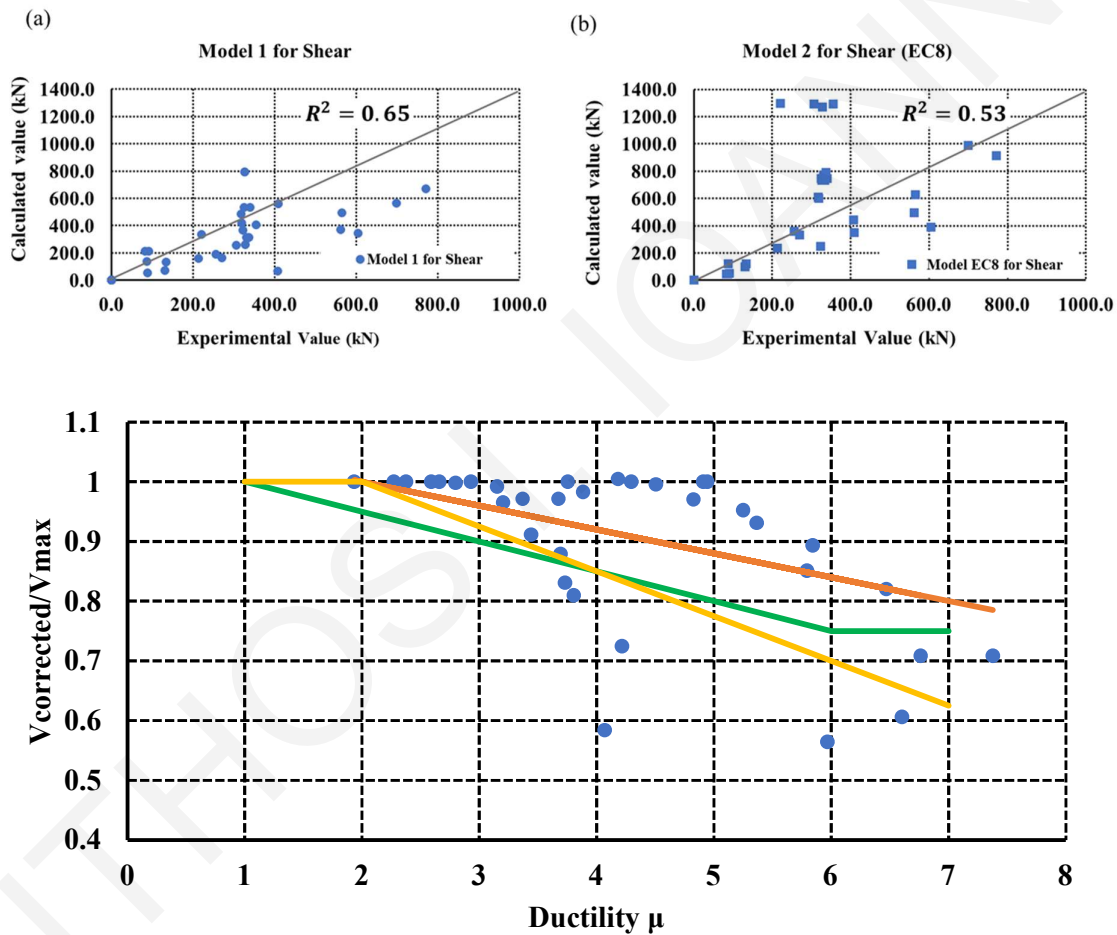 (a)
Model 1 for Shear
Calculated value (kN)
1400.0
1200.0
1000.0
800.0
600.0
400.0
200.0
0.0
R² = 0.65
Model 1 for Shear
0.0 200.0 400.0 600.0 800.0 1000.0
Experimental Value (kN)
(b)
Model 2 for Shear (EC8)
Calculated value (kN)
1400.0
1200.0
1000.0
800.0
600.0
400.0
200.0
0.0
R² = 0.53
Model EC8 for Shear
0.0 200.0 400.0 600.0 800.0 1000.0
Experimental Value (kN)
Vcorrected/Vmax
1.1
1
0.9
0.8
0.7
0.6
0.5
0.4
0 1 2 3 4 5 6 7 8
Ductility μ
ITHOSL IOANN